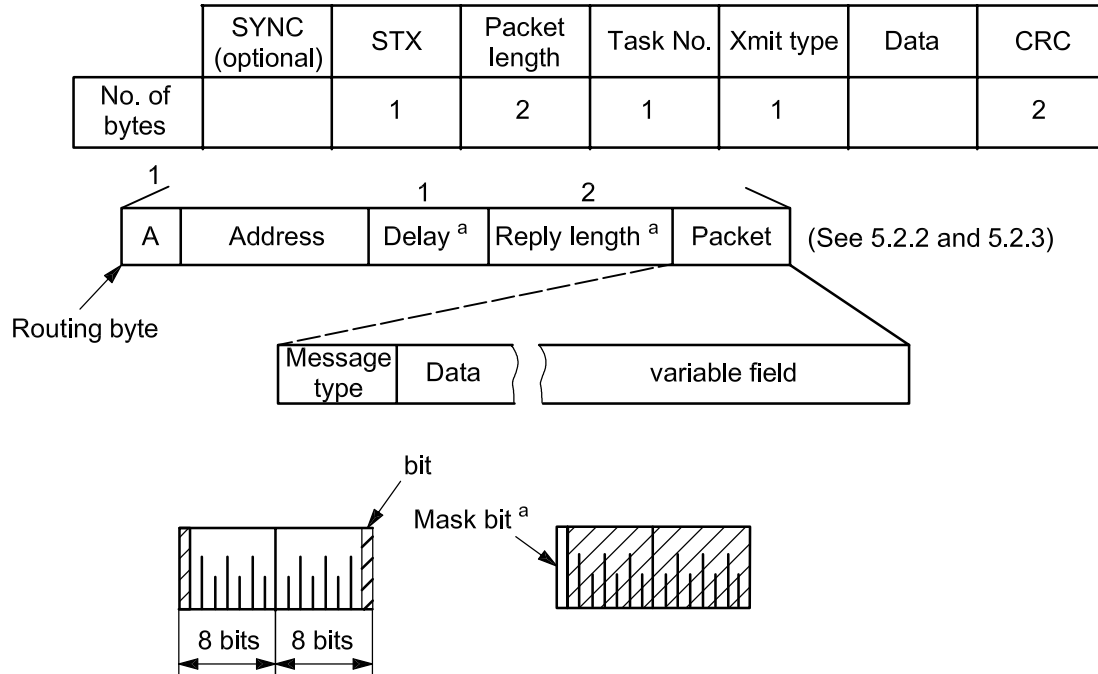 SYNC (optional) STX Packet length Task No. Xmit type Data CRC
No. of bytes 1 2 1 1 2
1 1 2
A Address Delay a Reply length a Packet (See 5.2.2 and 5.2.3)
Routing byte
Message type Data variable field
bit
Mask bit a
8 bits 8 bits